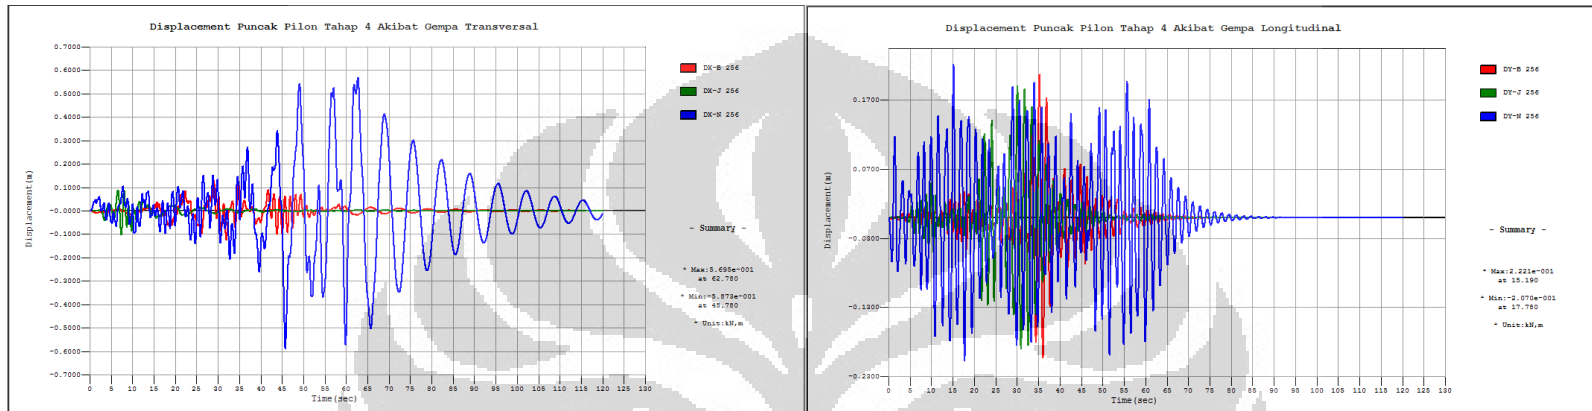 Displacement Puncak Pilon Tahap 4 Akibat Gempa Transversal
0.7000
0.6000
0.5000
0.4000
0.3000
0.2000
0.1000
-0.0000
-0.1000
-0.2000
-0.3000
-0.4000
-0.5000
-0.6000
-0.7000
Displacement(m)
0 5 10 15 20 25 30 35 40 45 50 55 60 65 70 75 80 85 90 95 100 105 110 115 120 125 130
Time(sec)
DX-B 256
DX-J 256
DX-N 256
- Summary -
* Max:5.695e-001
at 62.780
* Min:-5.873e-001
at 45.780
* Unit:kN,m
Displacement Puncak Pilon Tahap 4 Akibat Gempa Longitudinal
0.1700
0.0700
-0.0300
-0.1300
-0.2300
Displacement(m)
0 5 10 15 20 25 30 35 40 45 50 55 60 65 70 75 80 85 90 95 100 105 110 115 120 125 130
Time(sec)
DY-B 256
DY-J 256
DY-N 256
- Summary -
* Max:2.221e-001
at 15.190
* Min:-2.070e-001
at 17.780
* Unit:kN,m